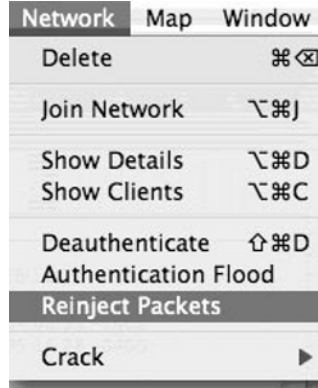 Network Map Window
Delete ⌘⌫
Join Network ⌥⌘J
Show Details ⌥⌘D
Show Clients ⌥⌘C
Deauthenticate ⇧⌘D
Authentication Flood
Reinject Packets
Crack ▶